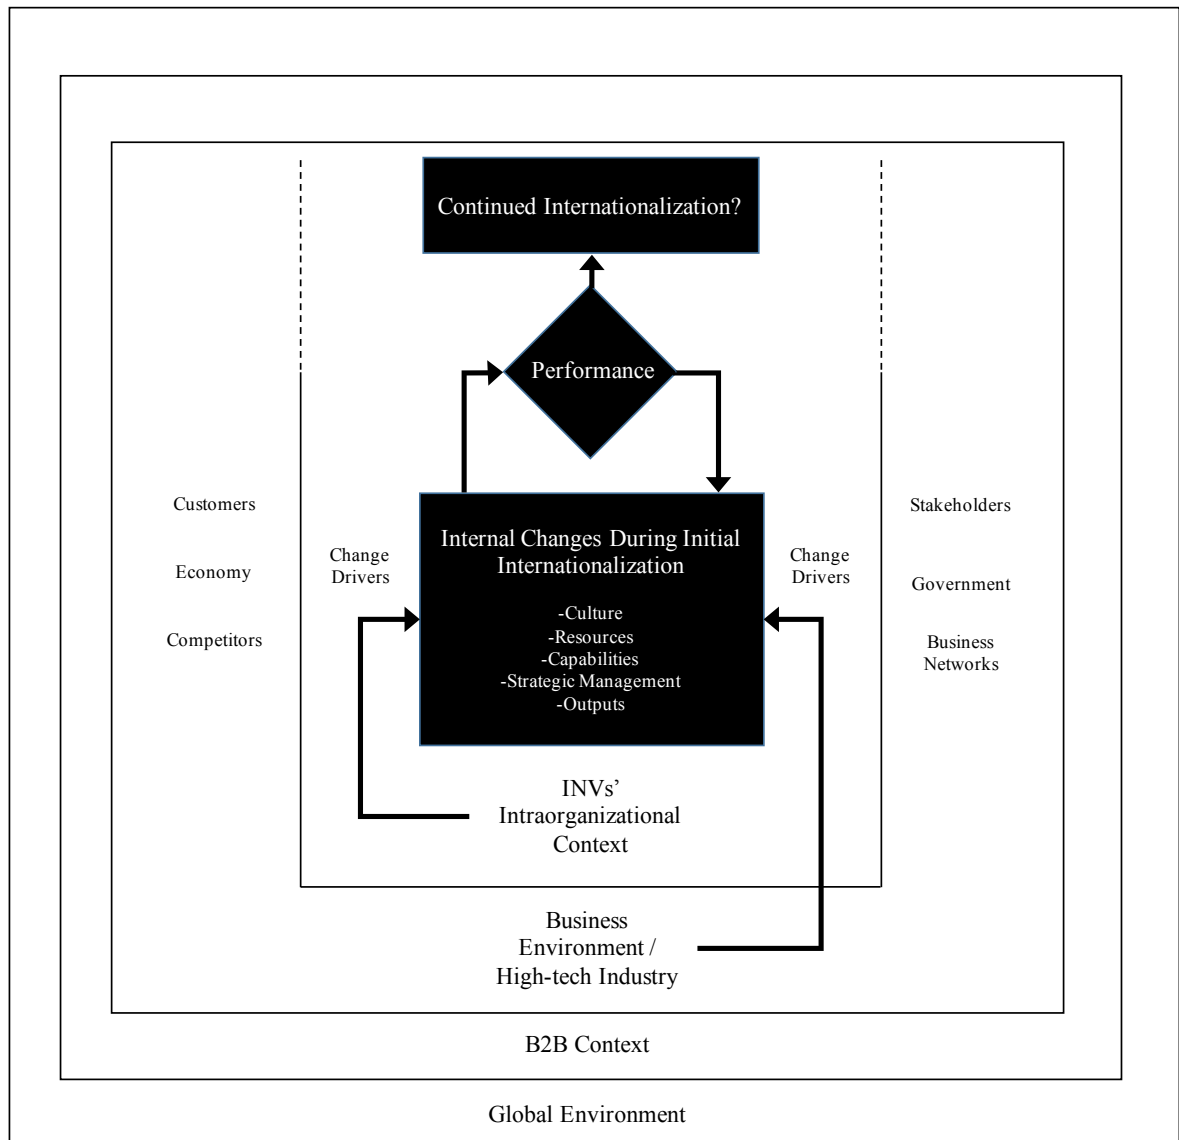 Continued Internationalization?
Performance
Customers
Economy
Competitors
Change
Drivers
Internal Changes During Initial
Internationalization
-Culture
-Resources
-Capabilities
-Strategic Management
-Outputs
Change
Drivers
Stakeholders
Government
Business
Networks
INVs’
Intraorganizational
Context
Business
Environment /
High-tech Industry
B2B Context
Global Environment